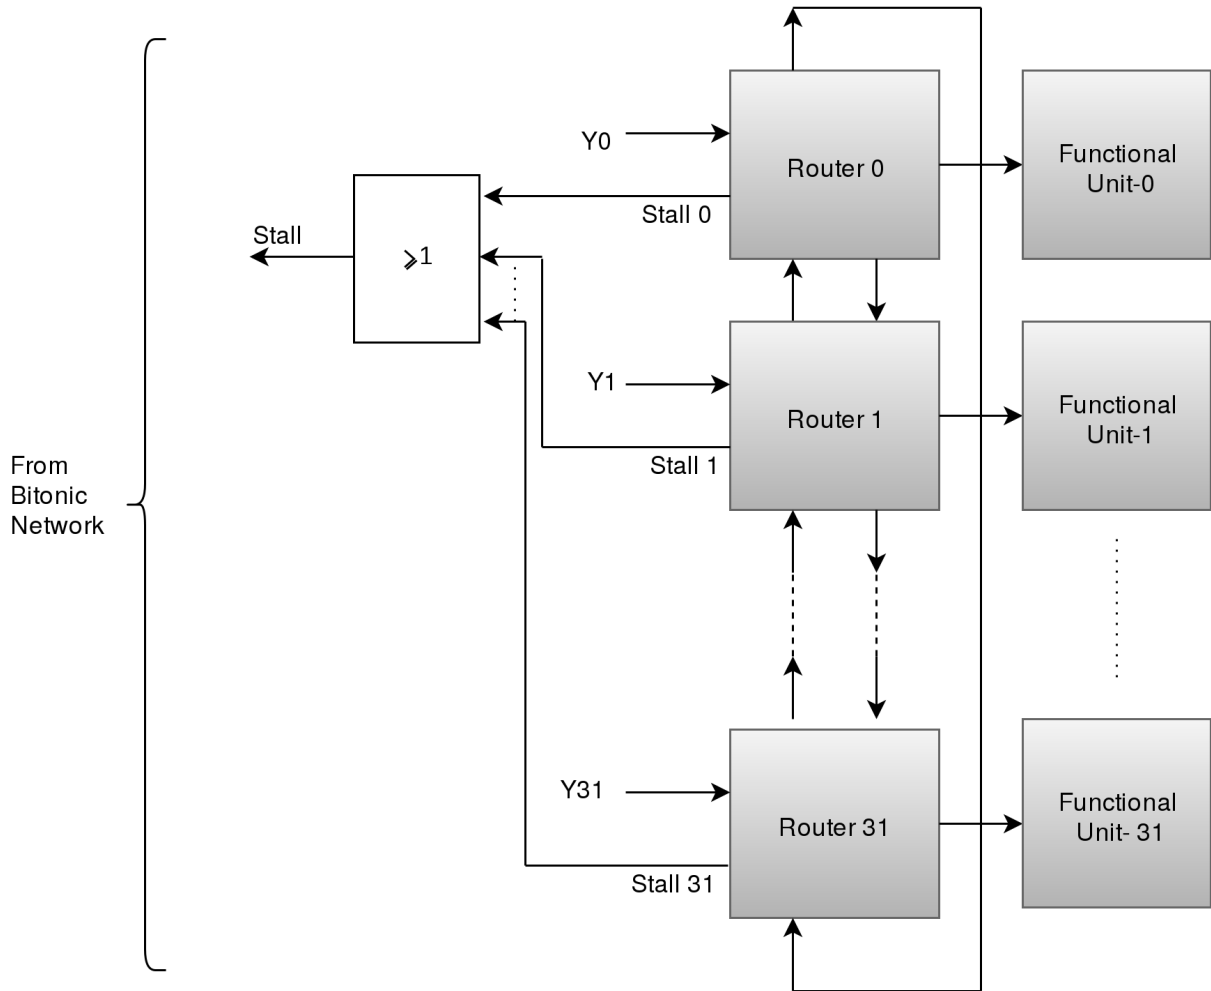 Y0
Router 0
Functional
Unit-0
Stall 0
Stall
⩾1
Y1
Router 1
Functional
Unit-1
Stall 1
From
Bitonic
Network
Y31
Router 31
Functional
Unit- 31
Stall 31